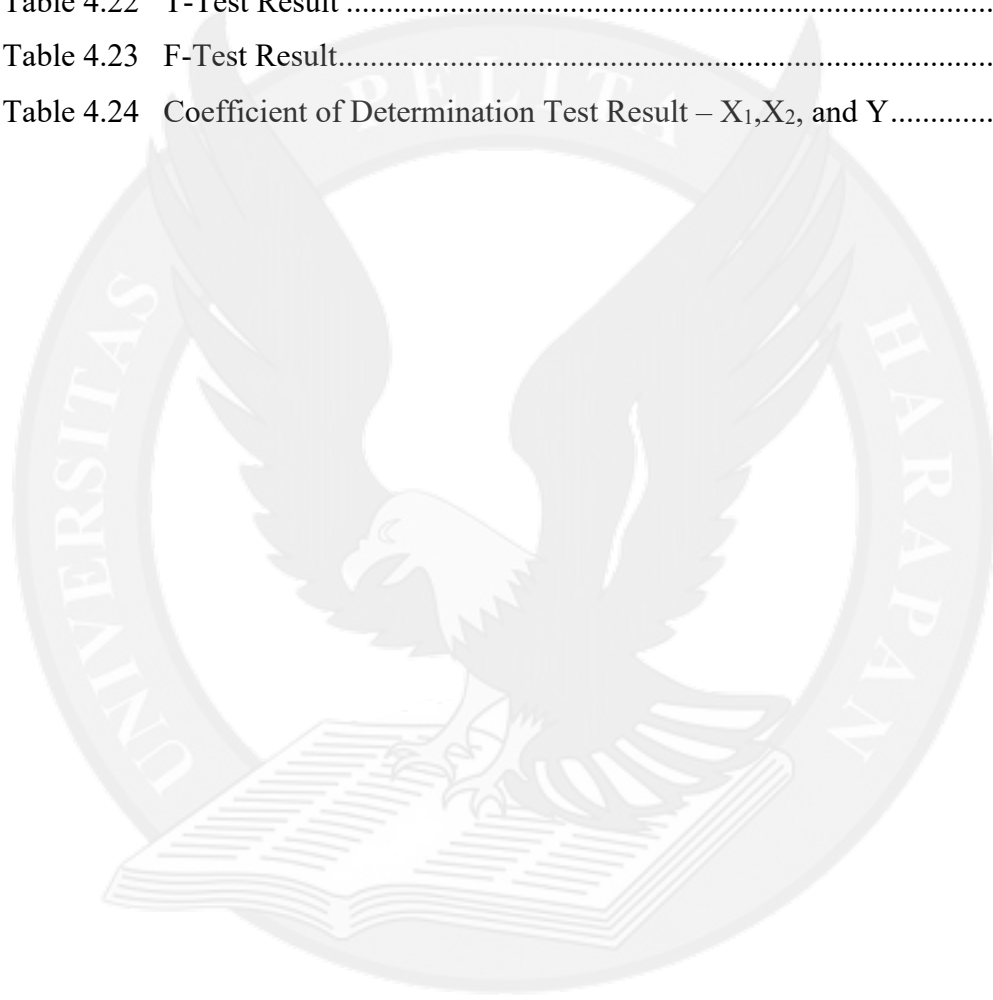 Table 4.22 T-Test Result ........................................................................................
Table 4.23 F-Test Result.........................................................................................
Table 4.24 Coefficient of Determination Test Result – X₁,X₂, and Y.............
UNIVERSITAS PELITA HARAPAN